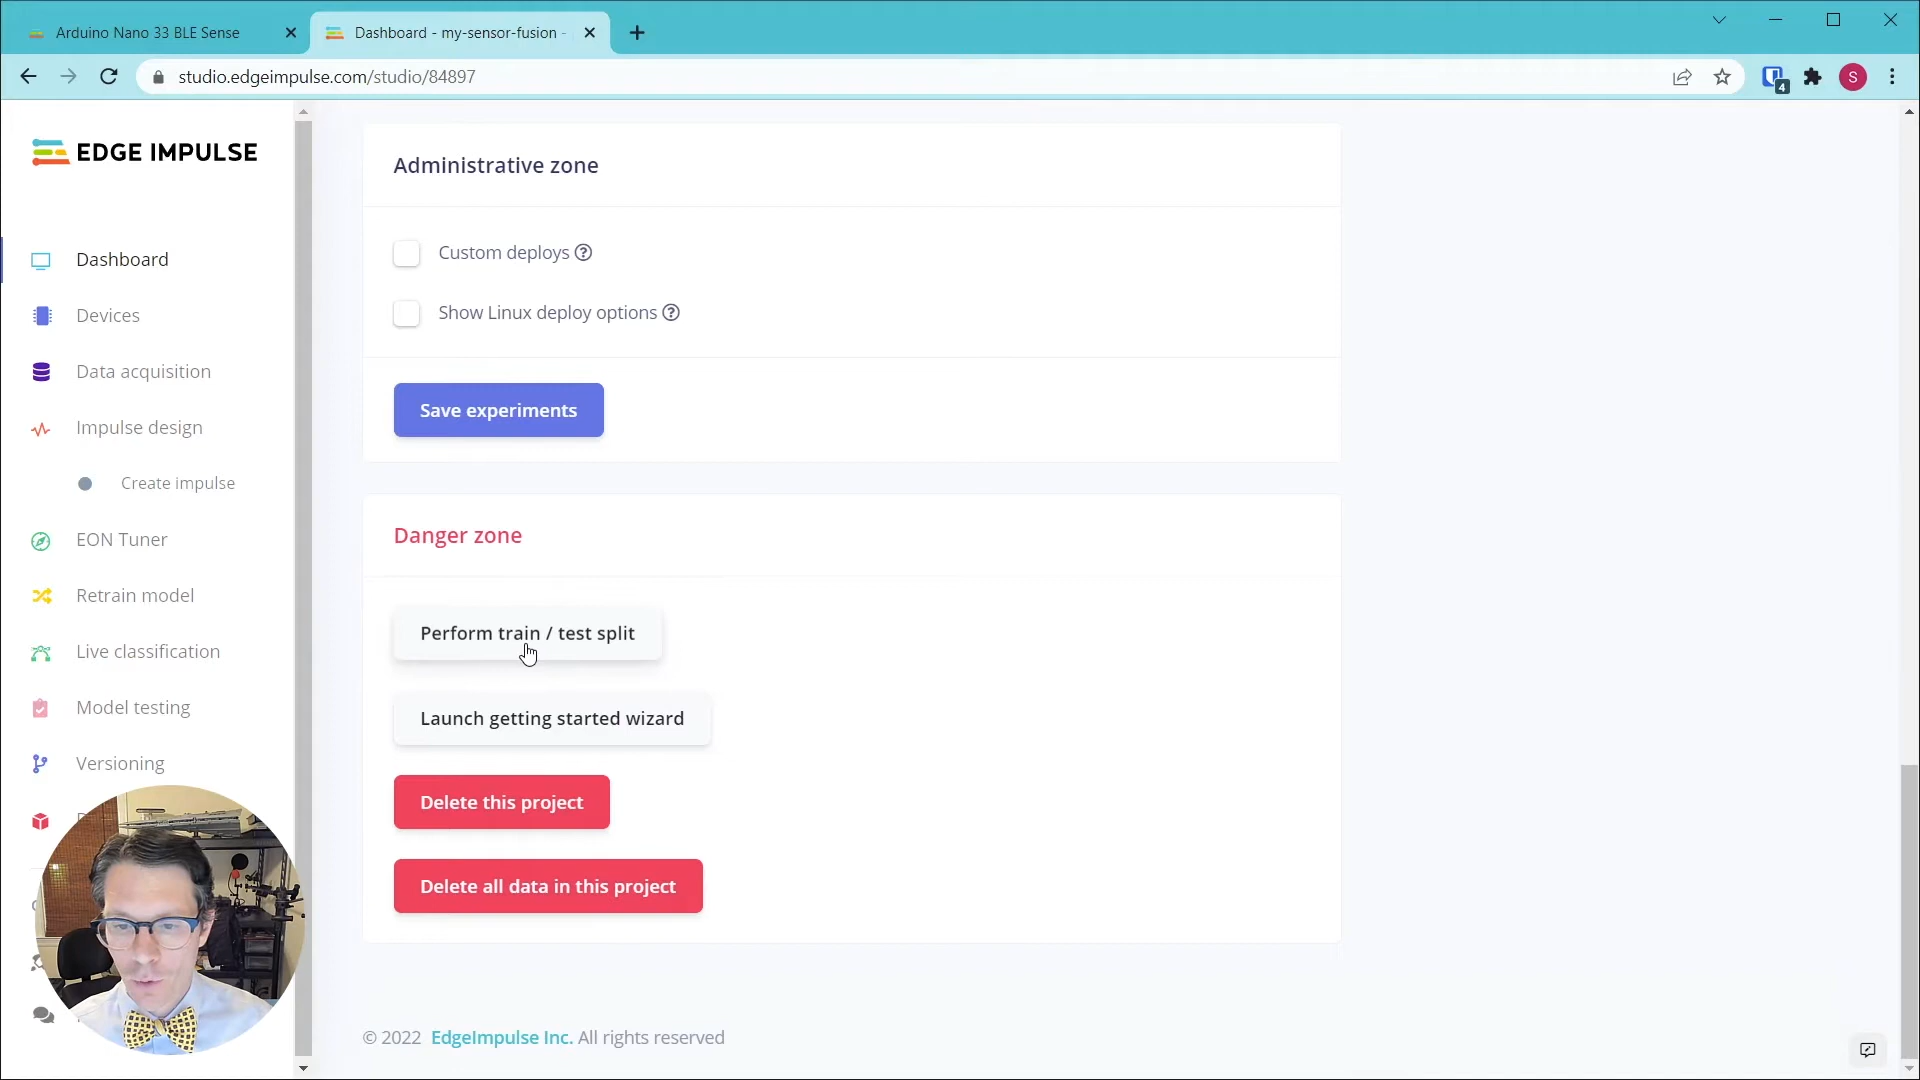 Arduino Nano 33 BLE Sense
Dashboard - my-sensor-fusion -
studio.edgeimpulse.com/studio/84897
4
S
EDGE IMPULSE
Dashboard
Devices
Data acquisition
Impulse design
Create impulse
EON Tuner
Retrain model
Live classification
Model testing
Versioning
Administrative zone
Custom deploys
Show Linux deploy options
Save experiments
Danger zone
Perform train / test split
Launch getting started wizard
Delete this project
Delete all data in this project
© 2022 EdgeImpulse Inc. All rights reserved